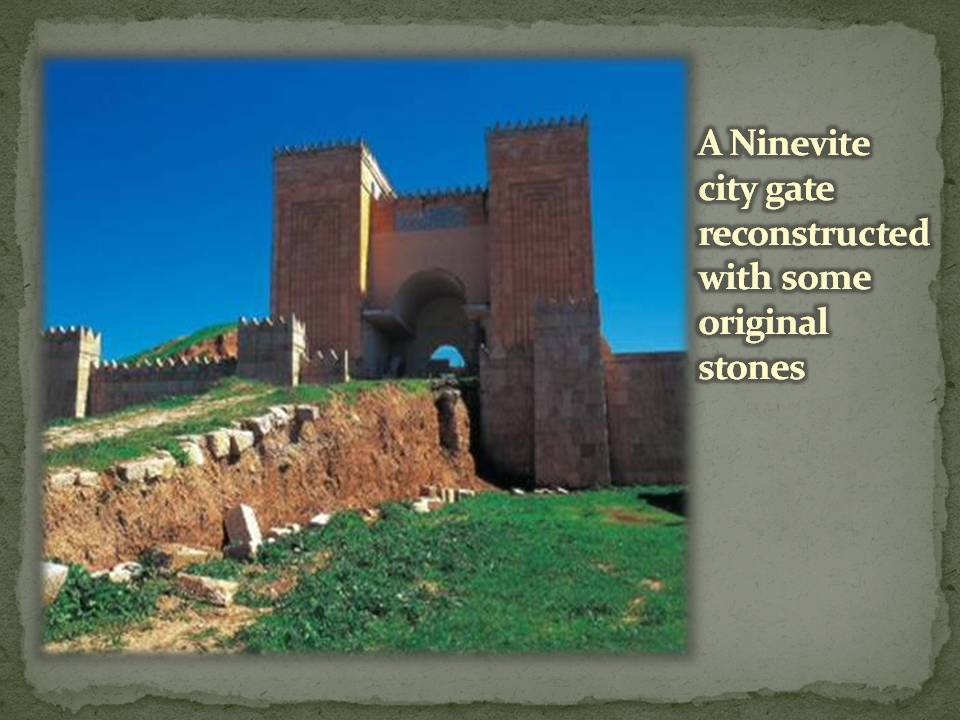 A Ninevite
city gate
reconstructed
with some
original
stones